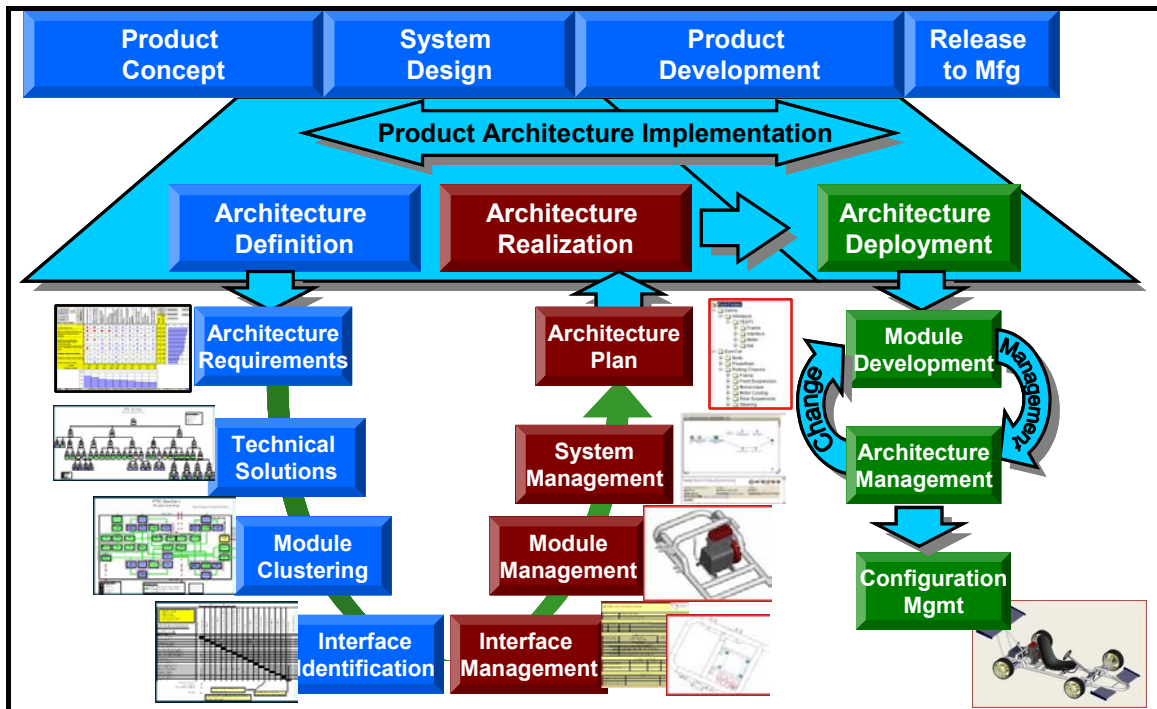 Product
Concept
System
Design
Product
Development
Release
to Mfg
Product Architecture Implementation
Architecture
Definition
Architecture
Realization
Architecture
Deployment
Architecture
Requirements
Technical
Solutions
Module
Clustering
Interface
Identification
Interface
Management
Module
Management
System
Management
Architecture
Plan
Module
Development
Change
Management
Architecture
Management
Configuration
Mgmt